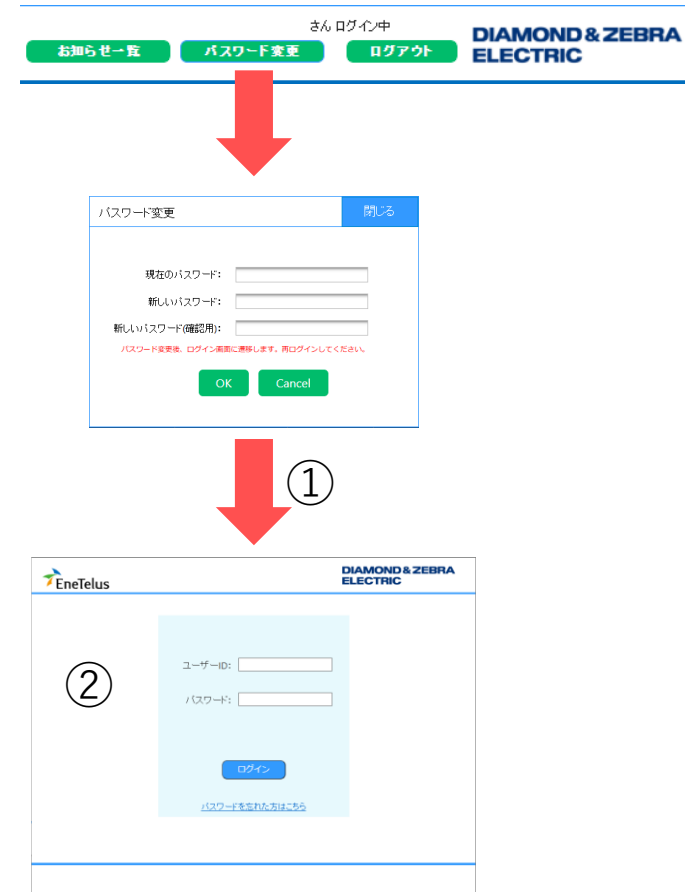 さん ログイン中
お知らせ一覧 パスワード変更 ログアウト
DIAMOND & ZEBRA
ELECTRIC
パスワード変更 閉じる
現在のパスワード:
新しいパスワード:
新しいパスワード(確認用):
パスワード変更後、ログイン画面に遷移します。再ログインしてください。
OK Cancel
①
EneTelus
DIAMOND & ZEBRA
ELECTRIC
②
ユーザーID:
パスワード:
ログイン
パスワードを忘れた方はこちら